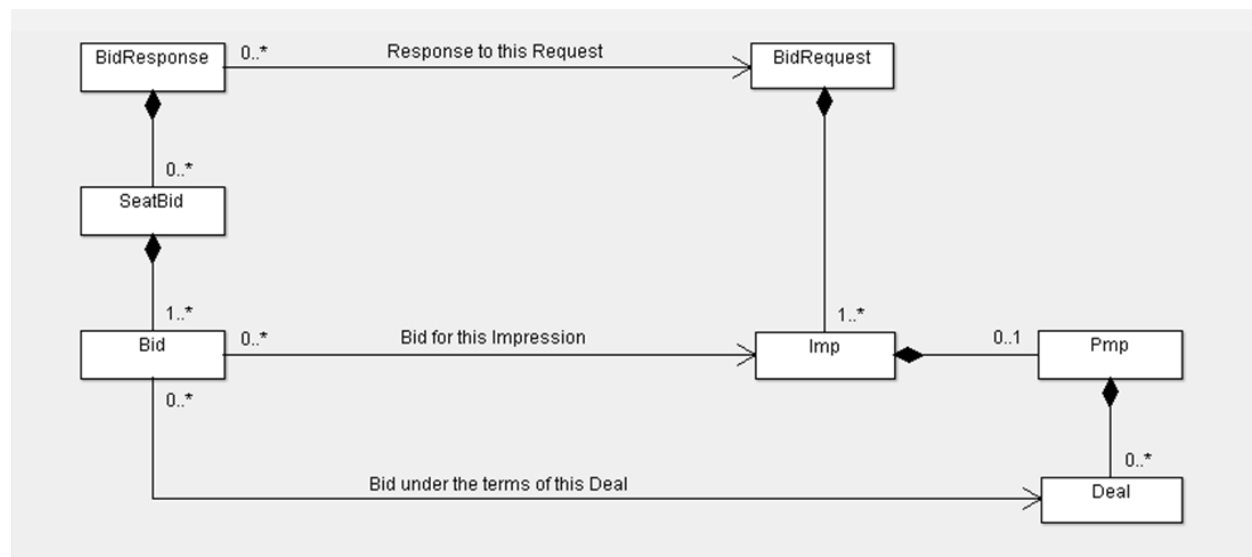 BidResponse
0..*
Response to this Request
BidRequest
0..*
SeatBid
1..*
Bid
0..*
Bid for this Impression
1..*
Imp
0..1
Pmp
0..*
Bid under the terms of this Deal
0..*
Deal